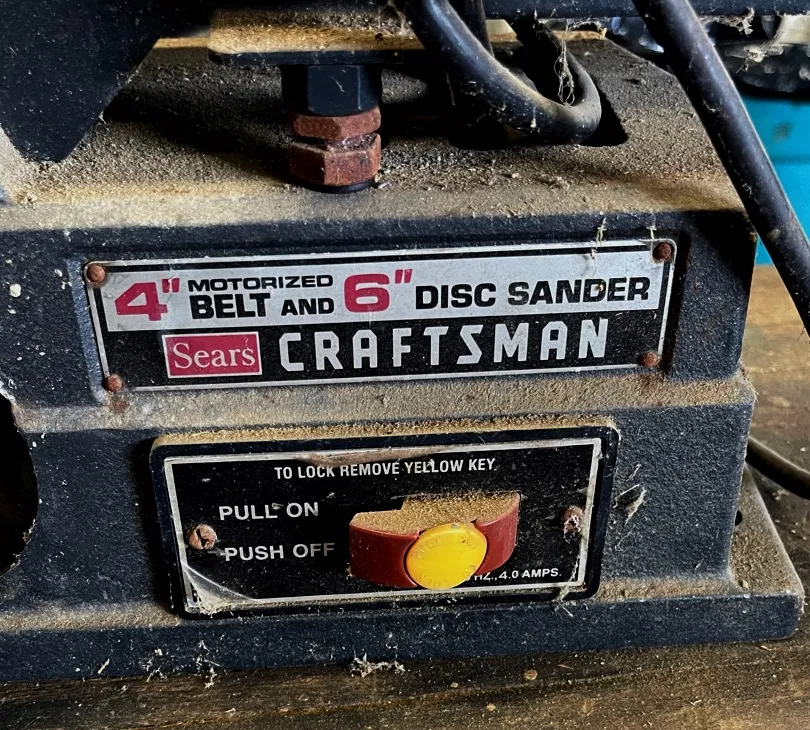 4" MOTORIZED
BELT AND 6" DISC SANDER
Sears CRAFTSMAN
TO LOCK REMOVE YELLOW KEY
PULL ON
PUSH OFF
HZ., 4.0 AMPS.